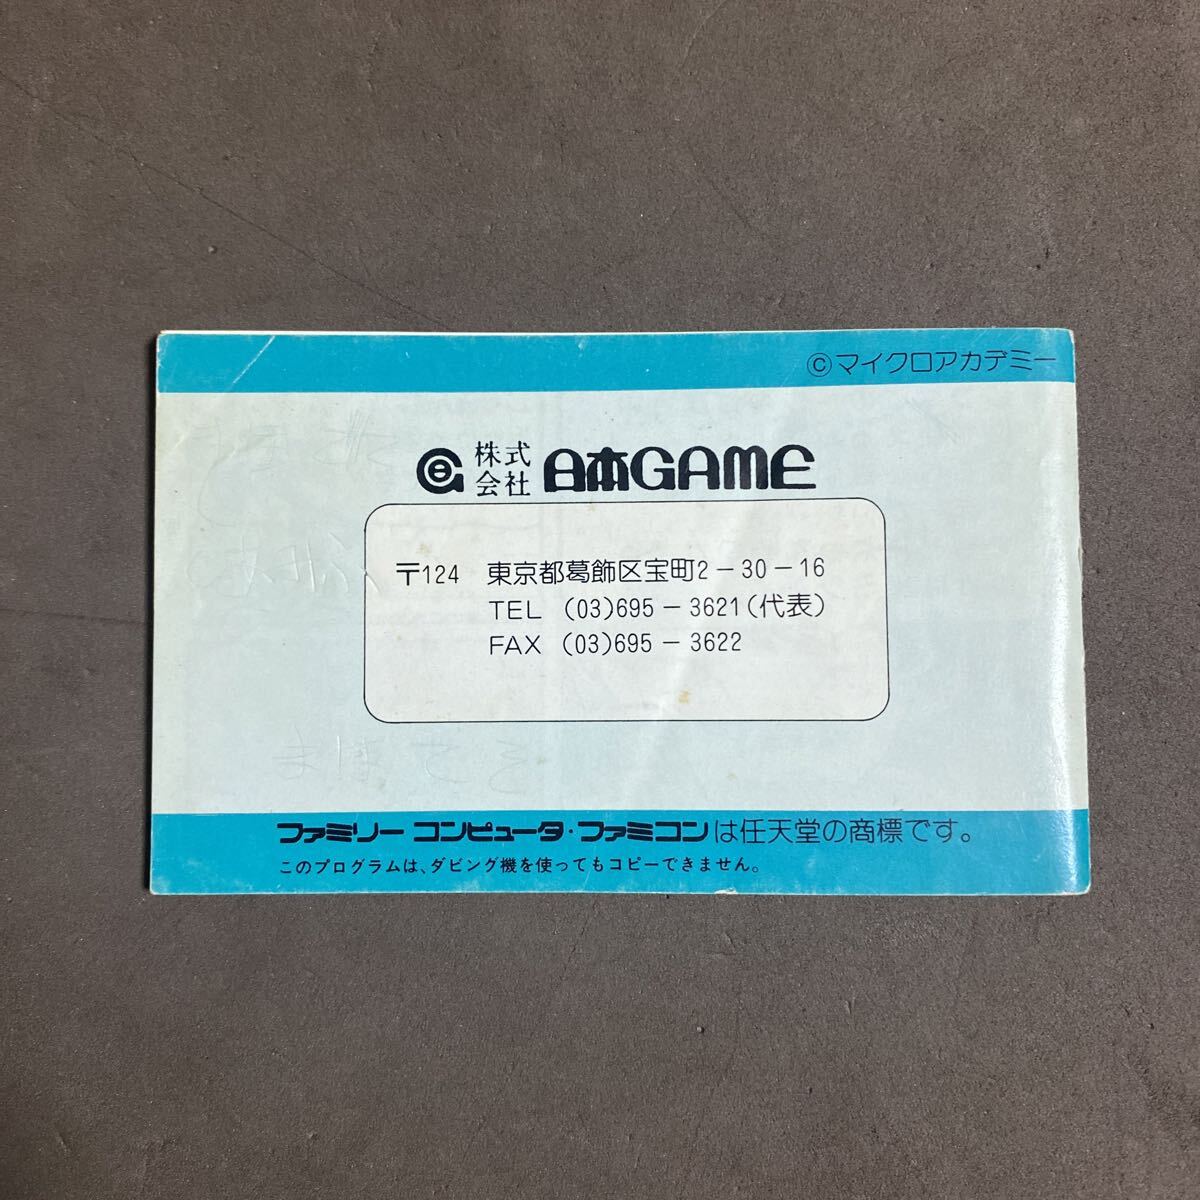 ©マイクロアカデミー
株式会社 日本GAME
〒124 東京都葛飾区宝町2-30-16
TEL (03)695-3621(代表)
FAX (03)695-3622
ファミリーコンピュータ・ファミコンは任天堂の商標です。
このプログラムは、ダビング機を使ってもコピーできません。